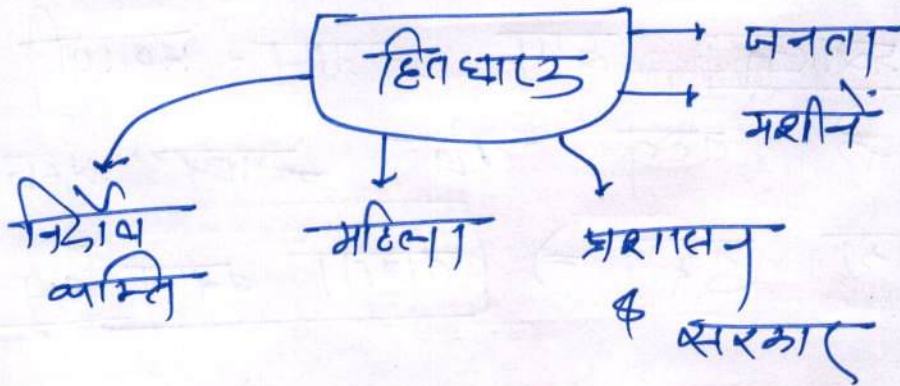 हितधारक
जनता
मशीनें
निर्दोष
व्यक्ति
महिला
प्रशासन
&
सरकार